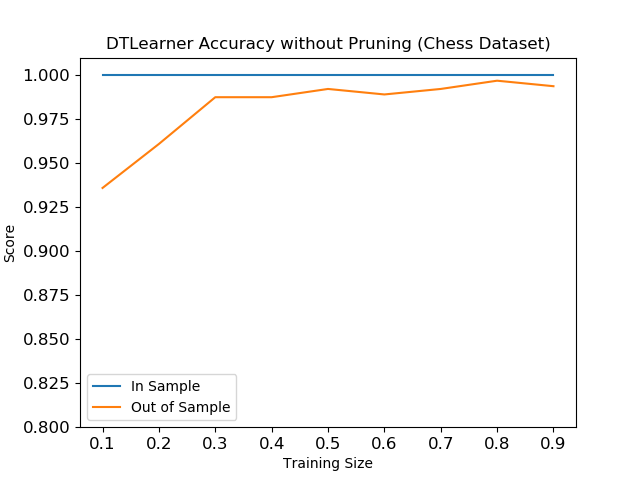 DTLearner Accuracy without Pruning (Chess Dataset)
1.000
0.975
0.950
0.925
0.900
0.875
0.850
0.825
0.800
Score
In Sample
Out of Sample
0.1 0.2 0.3 0.4 0.5 0.6 0.7 0.8 0.9
Training Size